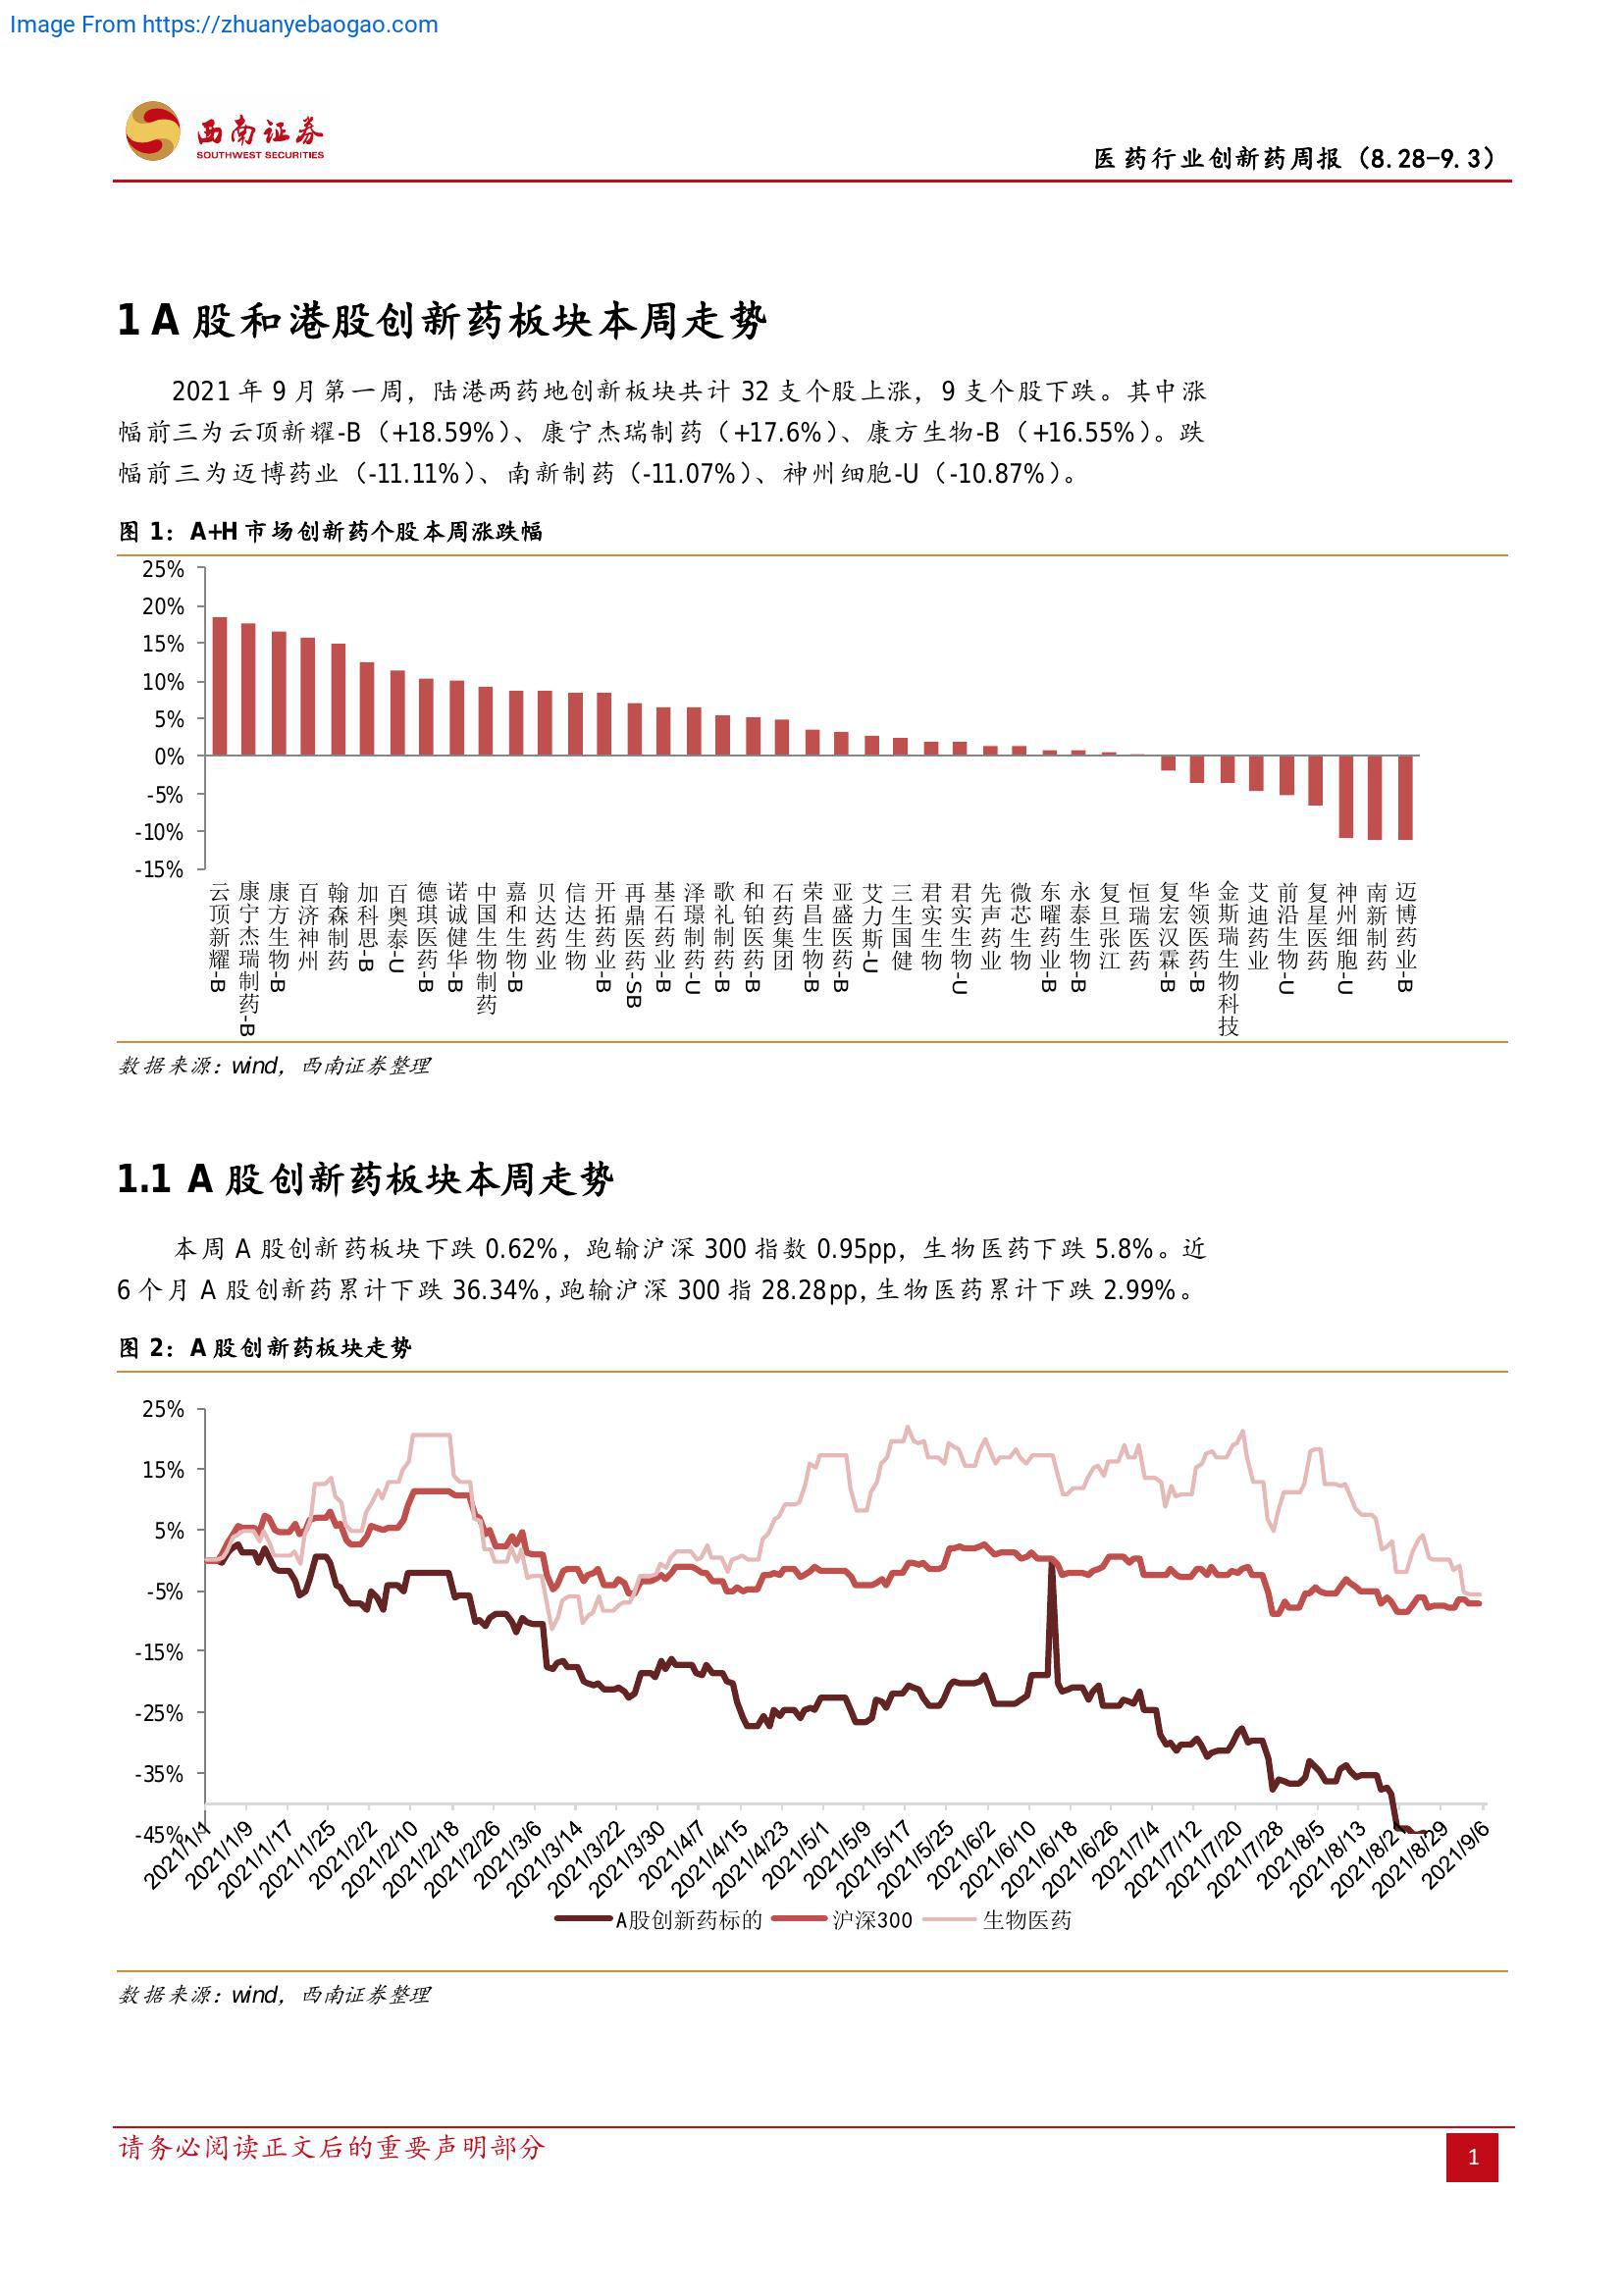 Image From https://zhuanyebaogao.com
西南证券
SOUTHWEST SECURITIES
医药行业创新药周报（8.28-9.3）
1 A 股和港股创新药板块本周走势
2021 年 9 月第一周，陆港两药地创新板块共计 32 支个股上涨，9 支个股下跌。其中涨
幅前三为云顶新耀-B（+18.59%）、康宁杰瑞制药（+17.6%）、康方生物-B（+16.55%）。跌
幅前三为迈博药业（-11.11%）、南新制药（-11.07%）、神州细胞-U（-10.87%）。
图 1：A+H 市场创新药个股本周涨跌幅
25%
20%
15%
10%
5%
0%
-5%
-10%
-15%
云顶新耀-B
康宁杰瑞制药-B
康方生物-B
百济神州
翰森制药
加科思-B
百奥泰-U
德琪医药-B
诺诚健华-B
中国生物制药
嘉和生物-B
贝达药业
信达生物
开拓药业-B
再鼎医药-SB
基石药业-B
泽璟制药-U
歌礼制药-B
和铂医药-B
石药集团
荣昌生物-B
亚盛医药-B
艾力斯-U
三生国健
君实生物
君实生物-U
先声药业
微芯生物
东曜药业-B
永泰生物-B
复旦张江
恒瑞医药
复宏汉霖-B
华领医药-B
金斯瑞生物科技
艾迪药业
前沿生物-U
复星医药
神州细胞-U
南新制药
迈博药业-B
数据来源：wind，西南证券整理
1.1 A 股创新药板块本周走势
本周 A 股创新药板块下跌 0.62%，跑输沪深 300 指数 0.95pp，生物医药下跌 5.8%。近
6 个月 A 股创新药累计下跌 36.34%，跑输沪深 300 指 28.28pp，生物医药累计下跌 2.99%。
图 2：A 股创新药板块走势
25%
15%
5%
-5%
-15%
-25%
-35%
-45%
2021/1/1
2021/1/9
2021/1/17
2021/1/25
2021/2/2
2021/2/10
2021/2/18
2021/2/26
2021/3/6
2021/3/14
2021/3/22
2021/3/30
2021/4/7
2021/4/15
2021/4/23
2021/5/1
2021/5/9
2021/5/17
2021/5/25
2021/6/2
2021/6/10
2021/6/18
2021/6/26
2021/7/4
2021/7/12
2021/7/20
2021/7/28
2021/8/5
2021/8/13
2021/8/21
2021/8/29
2021/9/6
A股创新药标的 沪深300 生物医药
数据来源：wind，西南证券整理
请务必阅读正文后的重要声明部分
1